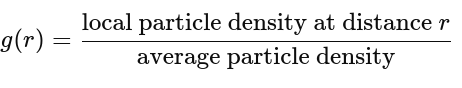 g(r) = local particle density at distance r / average particle density